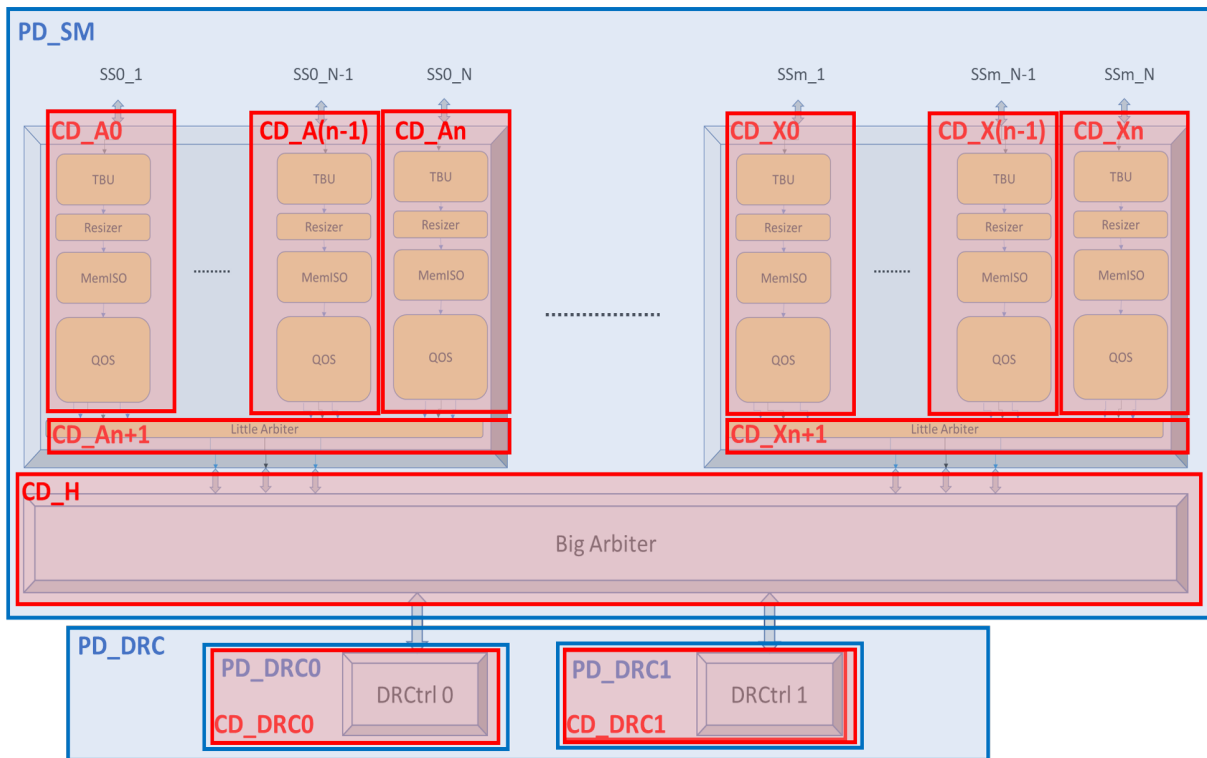 PD_SM
SS0_1 SS0_N-1 SS0_N SSm_1 SSm_N-1 SSm_N
CD_A0 CD_A(n-1) CD_An CD_X0 CD_X(n-1) CD_Xn
TBU TBU TBU TBU TBU TBU
Resizer Resizer Resizer Resizer Resizer Resizer
MemISO ......... MemISO MemISO MemISO ......... MemISO MemISO
....................
QOS QOS QOS QOS QOS QOS
CD_An+1 Little Arbiter CD_Xn+1 Little Arbiter
CD_H
Big Arbiter
PD_DRC
PD_DRC0 PD_DRC1
DRCtrl 0 DRCtrl 1
CD_DRC0 CD_DRC1